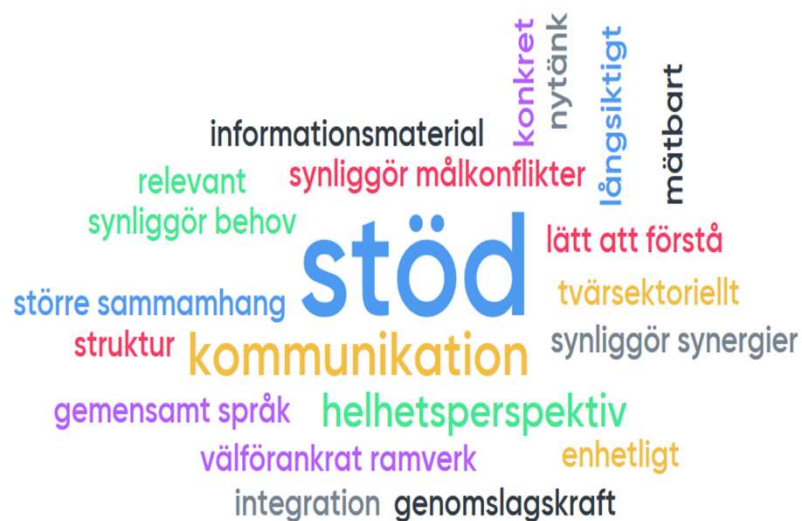 konkret
nytänk
långsiktigt
mätbart
informationsmaterial
relevant
synliggör målkonflikter
synliggör behov
stöd
lätt att förstå
större sammamhang
tvärsektoriellt
struktur
kommunikation
synliggör synergier
gemensamt språk
helhetsperspektiv
välförankrat ramverk
enhetligt
integration
genomslagskraft